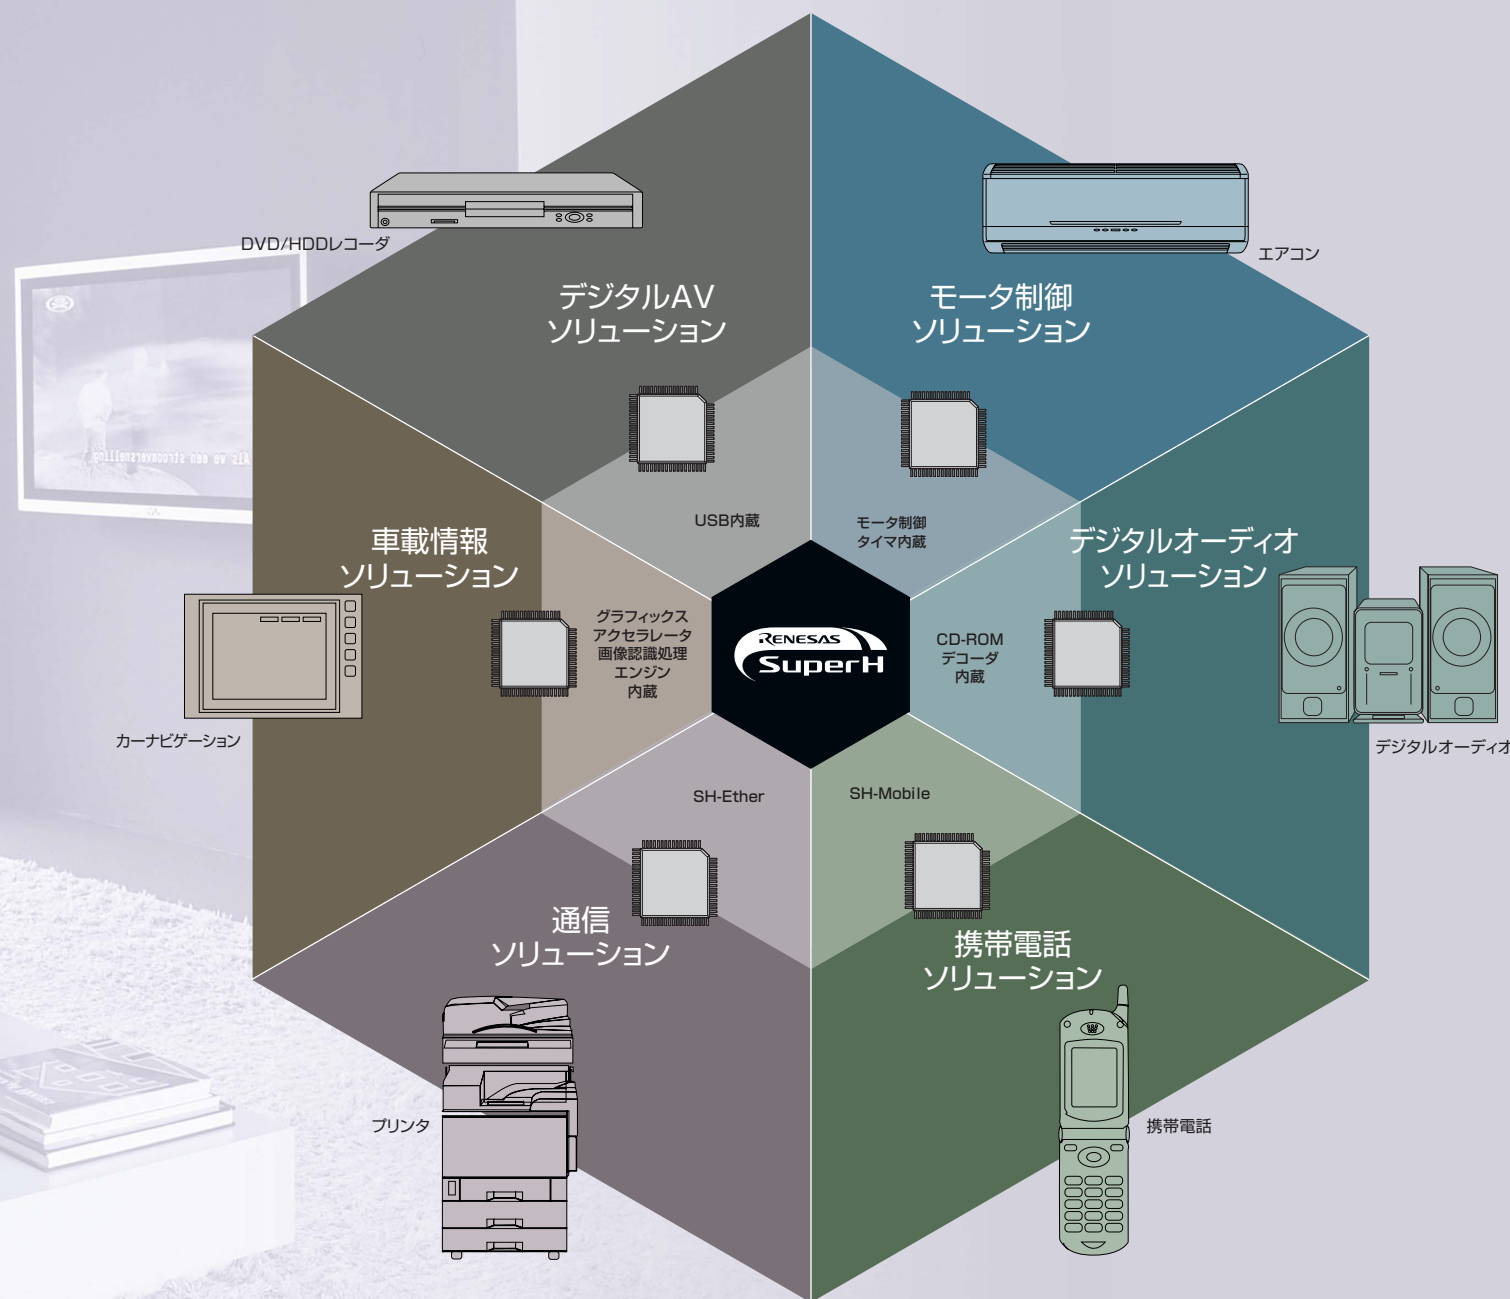 DVD/HDDレコーダ
エアコン
デジタルAV
ソリューション
モータ制御
ソリューション
USB内蔵
モータ制御
タイマ内蔵
車載情報
ソリューション
デジタルオーディオ
ソリューション
グラフィックス
アクセラレータ
画像認識処理
エンジン
内蔵
RENESAS
SuperH
CD-ROM
デコーダ
内蔵
カーナビゲーション
デジタルオーディオ
SH-Ether
SH-Mobile
通信
ソリューション
携帯電話
ソリューション
プリンタ
携帯電話